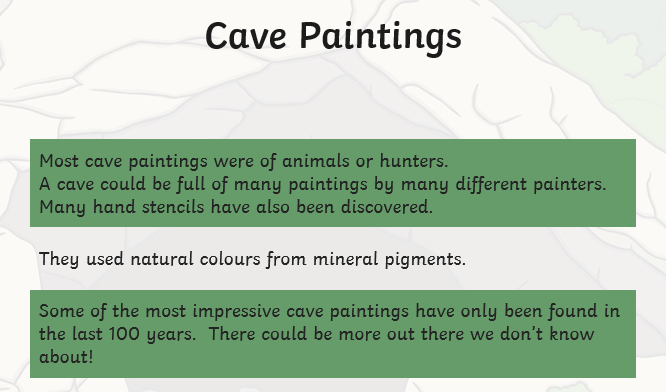 Cave Paintings
Most cave paintings were of animals or hunters.
A cave could be full of many paintings by many different painters.
Many hand stencils have also been discovered.
They used natural colours from mineral pigments.
Some of the most impressive cave paintings have only been found in
the last 100 years.  There could be more out there we don't know
about!